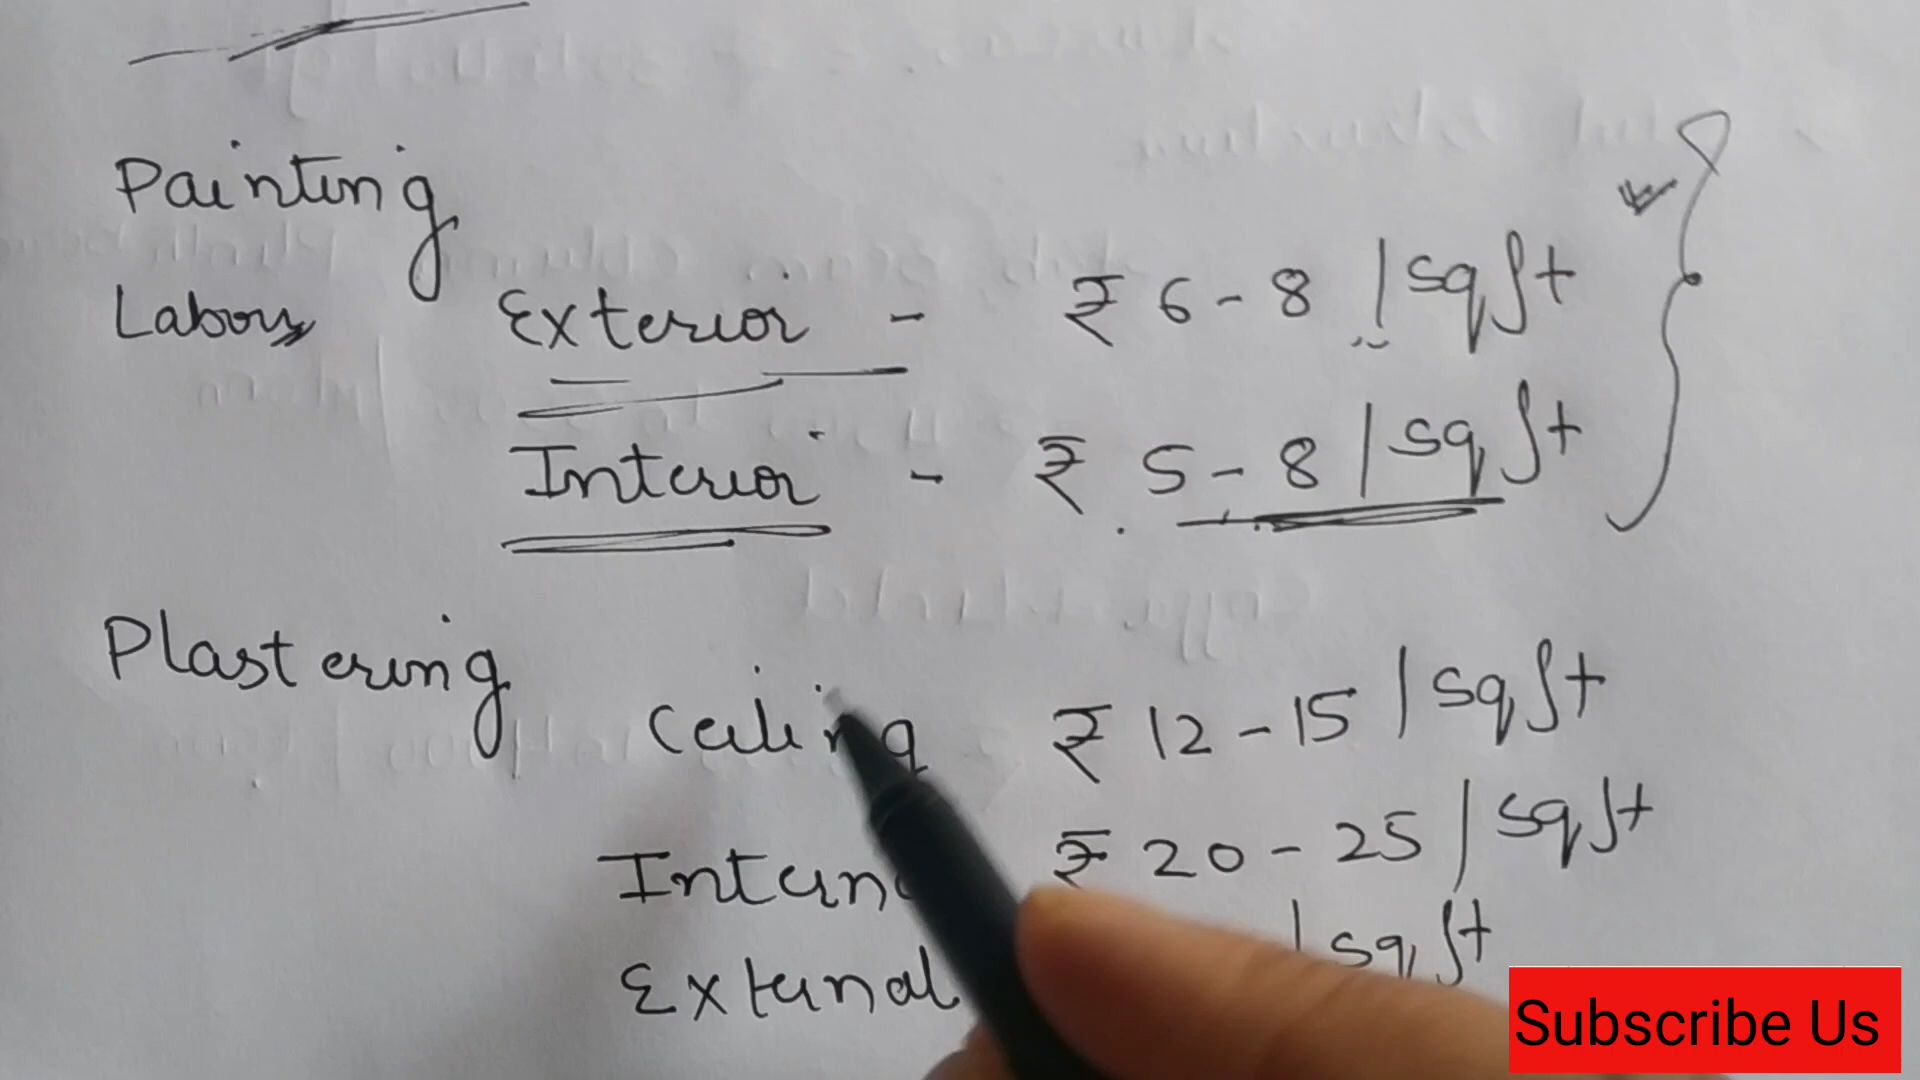 Painting
Labour Exterior - ₹ 6-8 /sqft
Interior - ₹ 5-8/sqft
Plastering
Ceiling ₹ 12-15/sqft
₹ 20-25/sqft
External /sqft
Subscribe Us